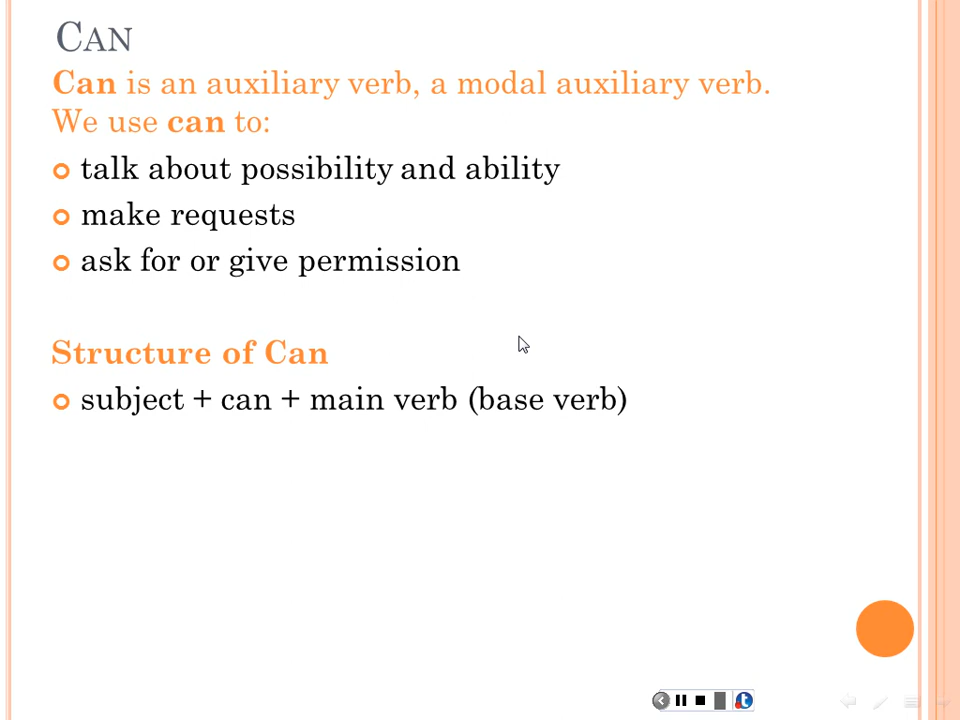 CAN
Can is an auxiliary verb, a modal auxiliary verb.
We use can to:
talk about possibility and ability
make requests
ask for or give permission
Structure of Can
subject + can + main verb (base verb)